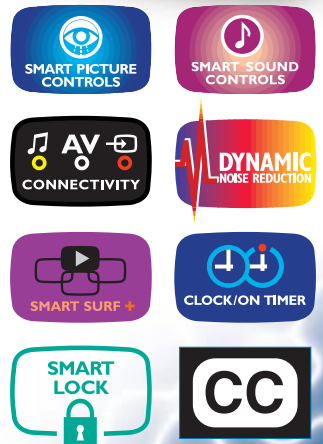 SMART PICTURE
CONTROLS
SMART SOUND
CONTROLS
AV
CONNECTIVITY
DYNAMIC
NOISE REDUCTION
SMART SURF +
CLOCK/ON TIMER
SMART
LOCK
CC